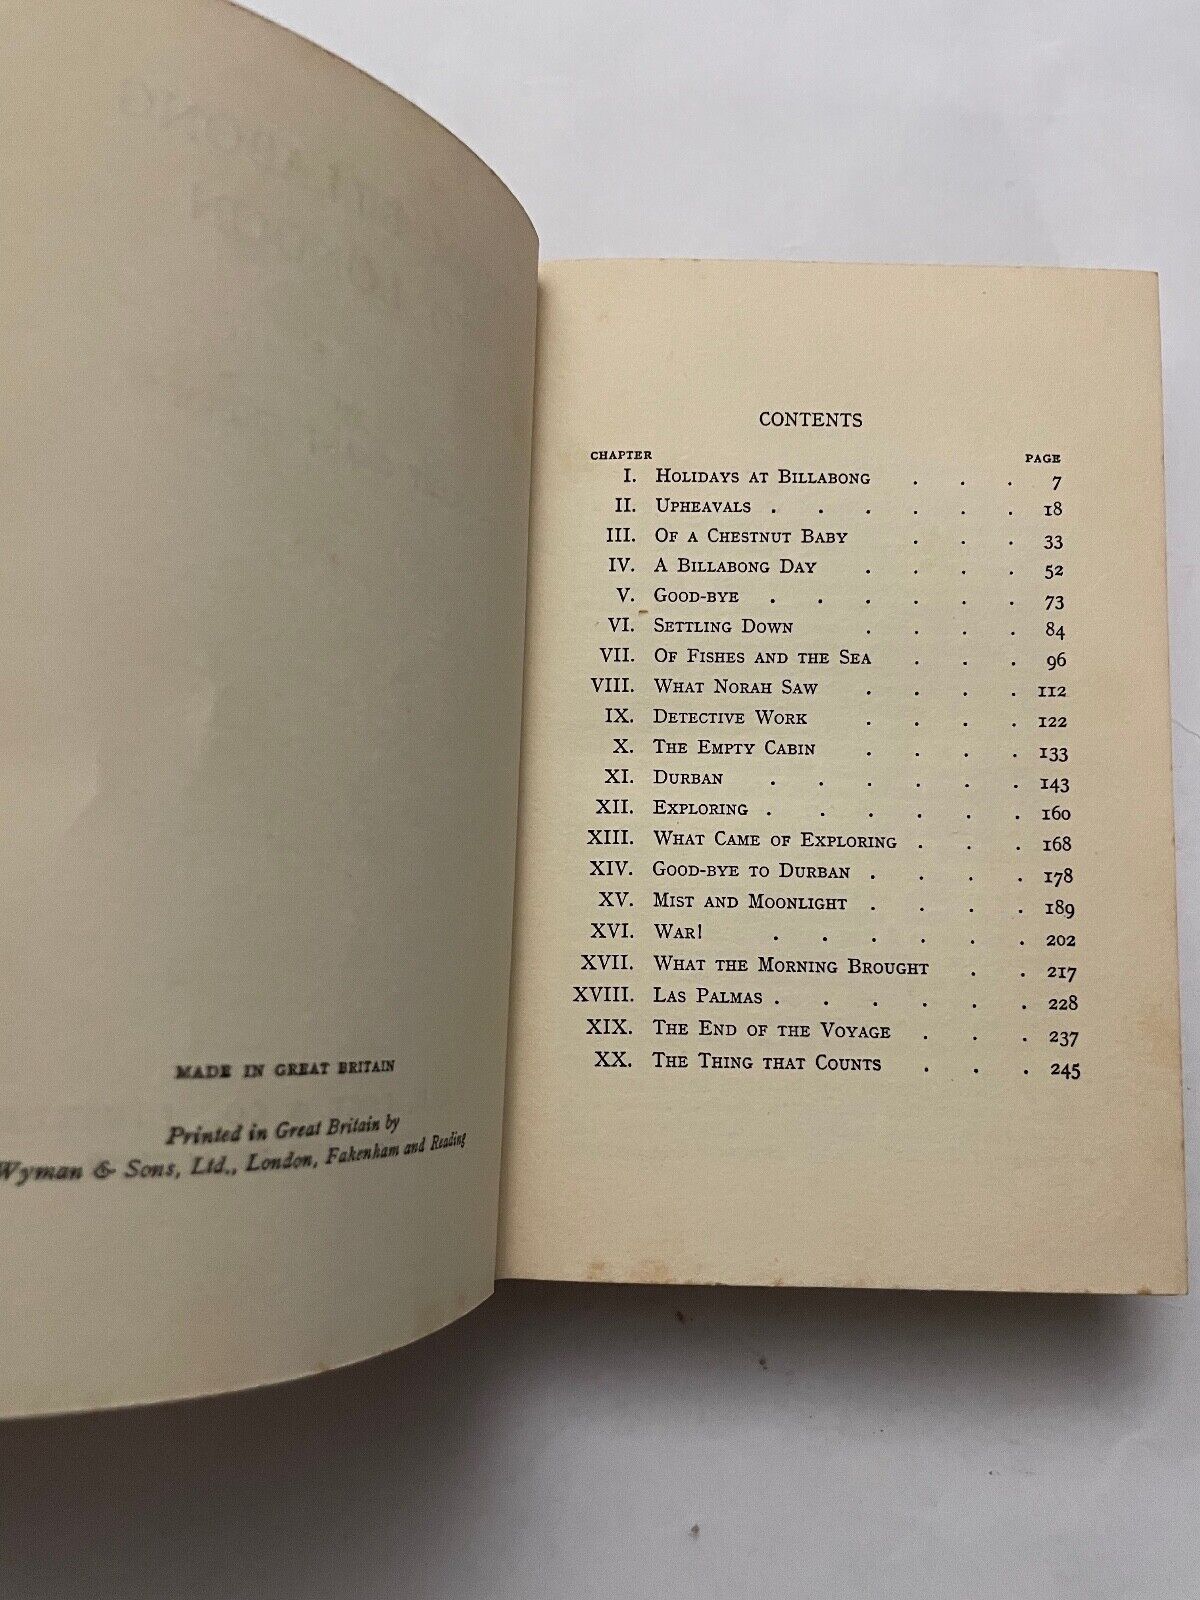 MADE IN GREAT BRITAIN
Printed in Great Britain by
Wyman & Sons, Ltd., London, Fakenham and Reading
CONTENTS
CHAPTER PAGE
I. HOLIDAYS AT BILLABONG . . . 7
II. UPHEAVALS . . . . . . 18
III. OF A CHESTNUT BABY . . . 33
IV. A BILLABONG DAY . . . . 52
V. GOOD-BYE . . . . . . 73
VI. SETTLING DOWN . . . . 84
VII. OF FISHES AND THE SEA . . . 96
VIII. WHAT NORAH SAW . . . . 112
IX. DETECTIVE WORK . . . . 122
X. THE EMPTY CABIN . . . . 133
XI. DURBAN . . . . . . 143
XII. EXPLORING . . . . . . 160
XIII. WHAT CAME OF EXPLORING . . . 168
XIV. GOOD-BYE TO DURBAN . . . . 178
XV. MIST AND MOONLIGHT . . . . 189
XVI. WAR! . . . . . . 202
XVII. WHAT THE MORNING BROUGHT . . 217
XVIII. LAS PALMAS . . . . . . 228
XIX. THE END OF THE VOYAGE . . . 237
XX. THE THING THAT COUNTS . . . 245